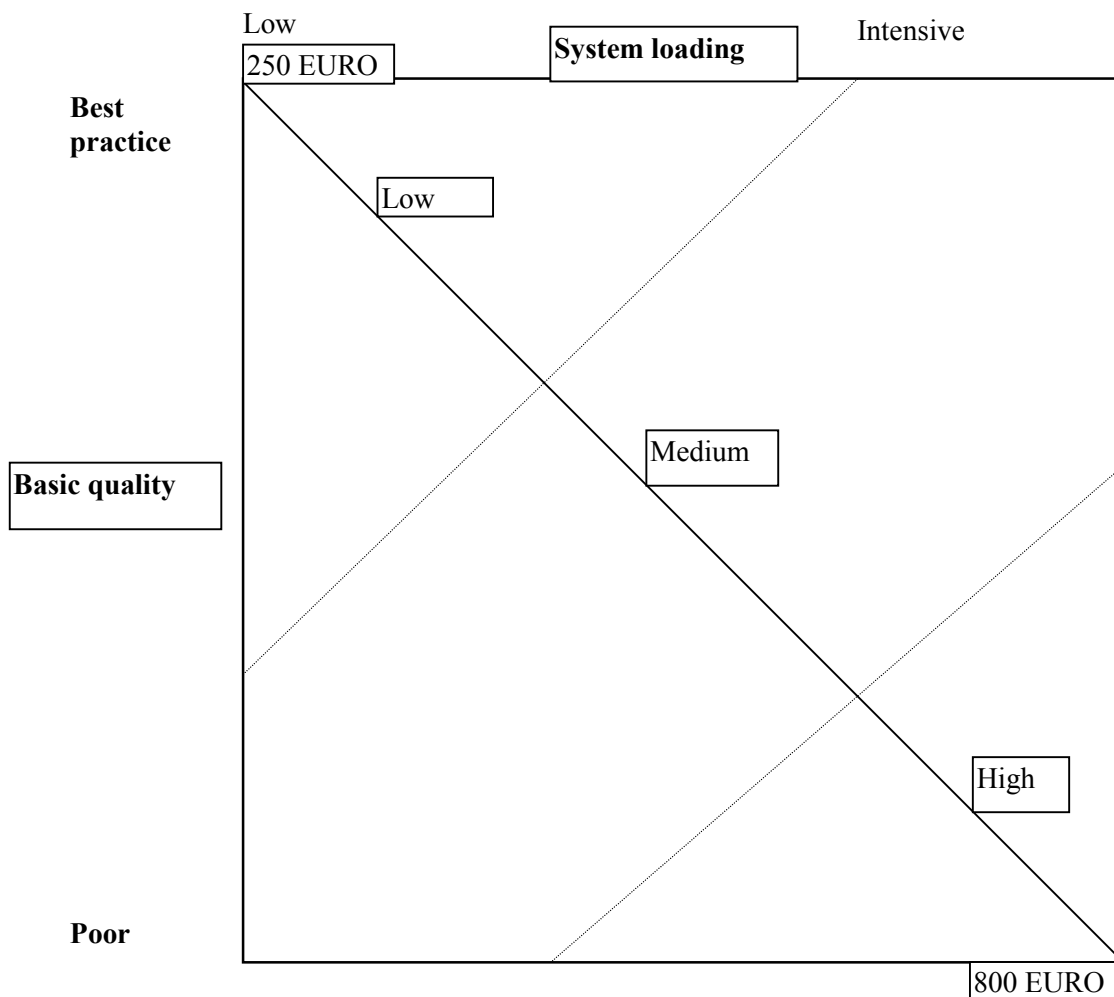 Low
Intensive
System loading
250 EURO
Best
practice
Low
Medium
Basic quality
High
Poor
800 EURO